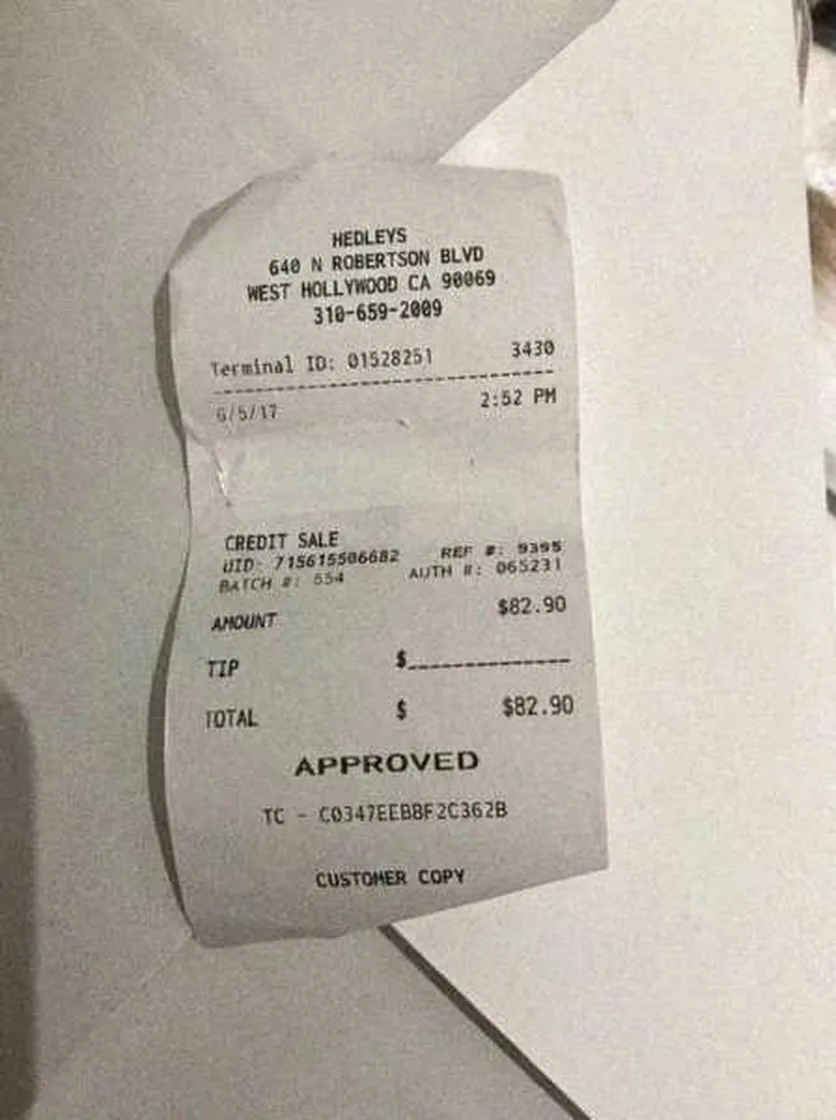 HEDLEYS
640 N ROBERTSON BLVD
WEST HOLLYWOOD CA 90069
310-659-2009
Terminal ID: 01528251 3430
6/5/17 2:52 PM
CREDIT SALE
UID: 715615506682 REF #: 9395
BATCH #: 554 AUTH #: 065231
AMOUNT $82.90
TIP $
TOTAL $ $82.90
APPROVED
TC - C0347EEBBF2C362B
CUSTOMER COPY